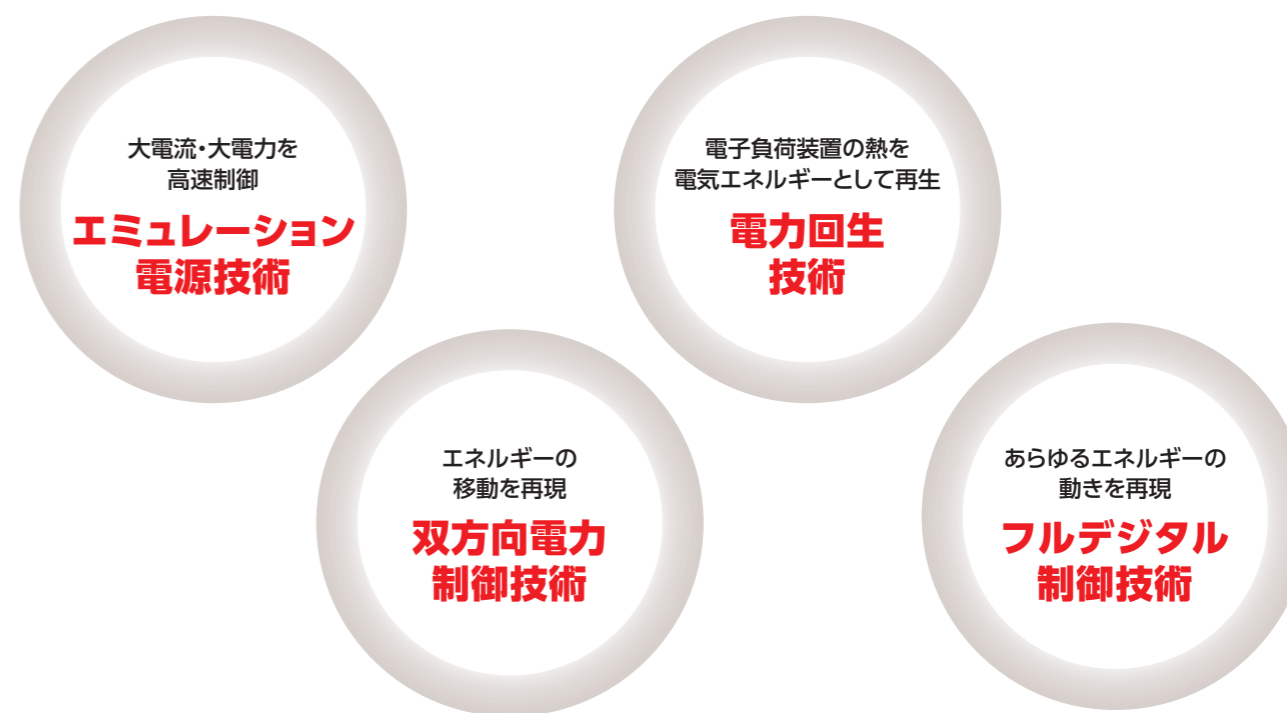 大電流・大電力を
高速制御
エミュレーション
電源技術
電子負荷装置の熱を
電気エネルギーとして再生
電力回生
技術
エネルギーの
移動を再現
双方向電力
制御技術
あらゆるエネルギーの
動きを再現
フルデジタル
制御技術